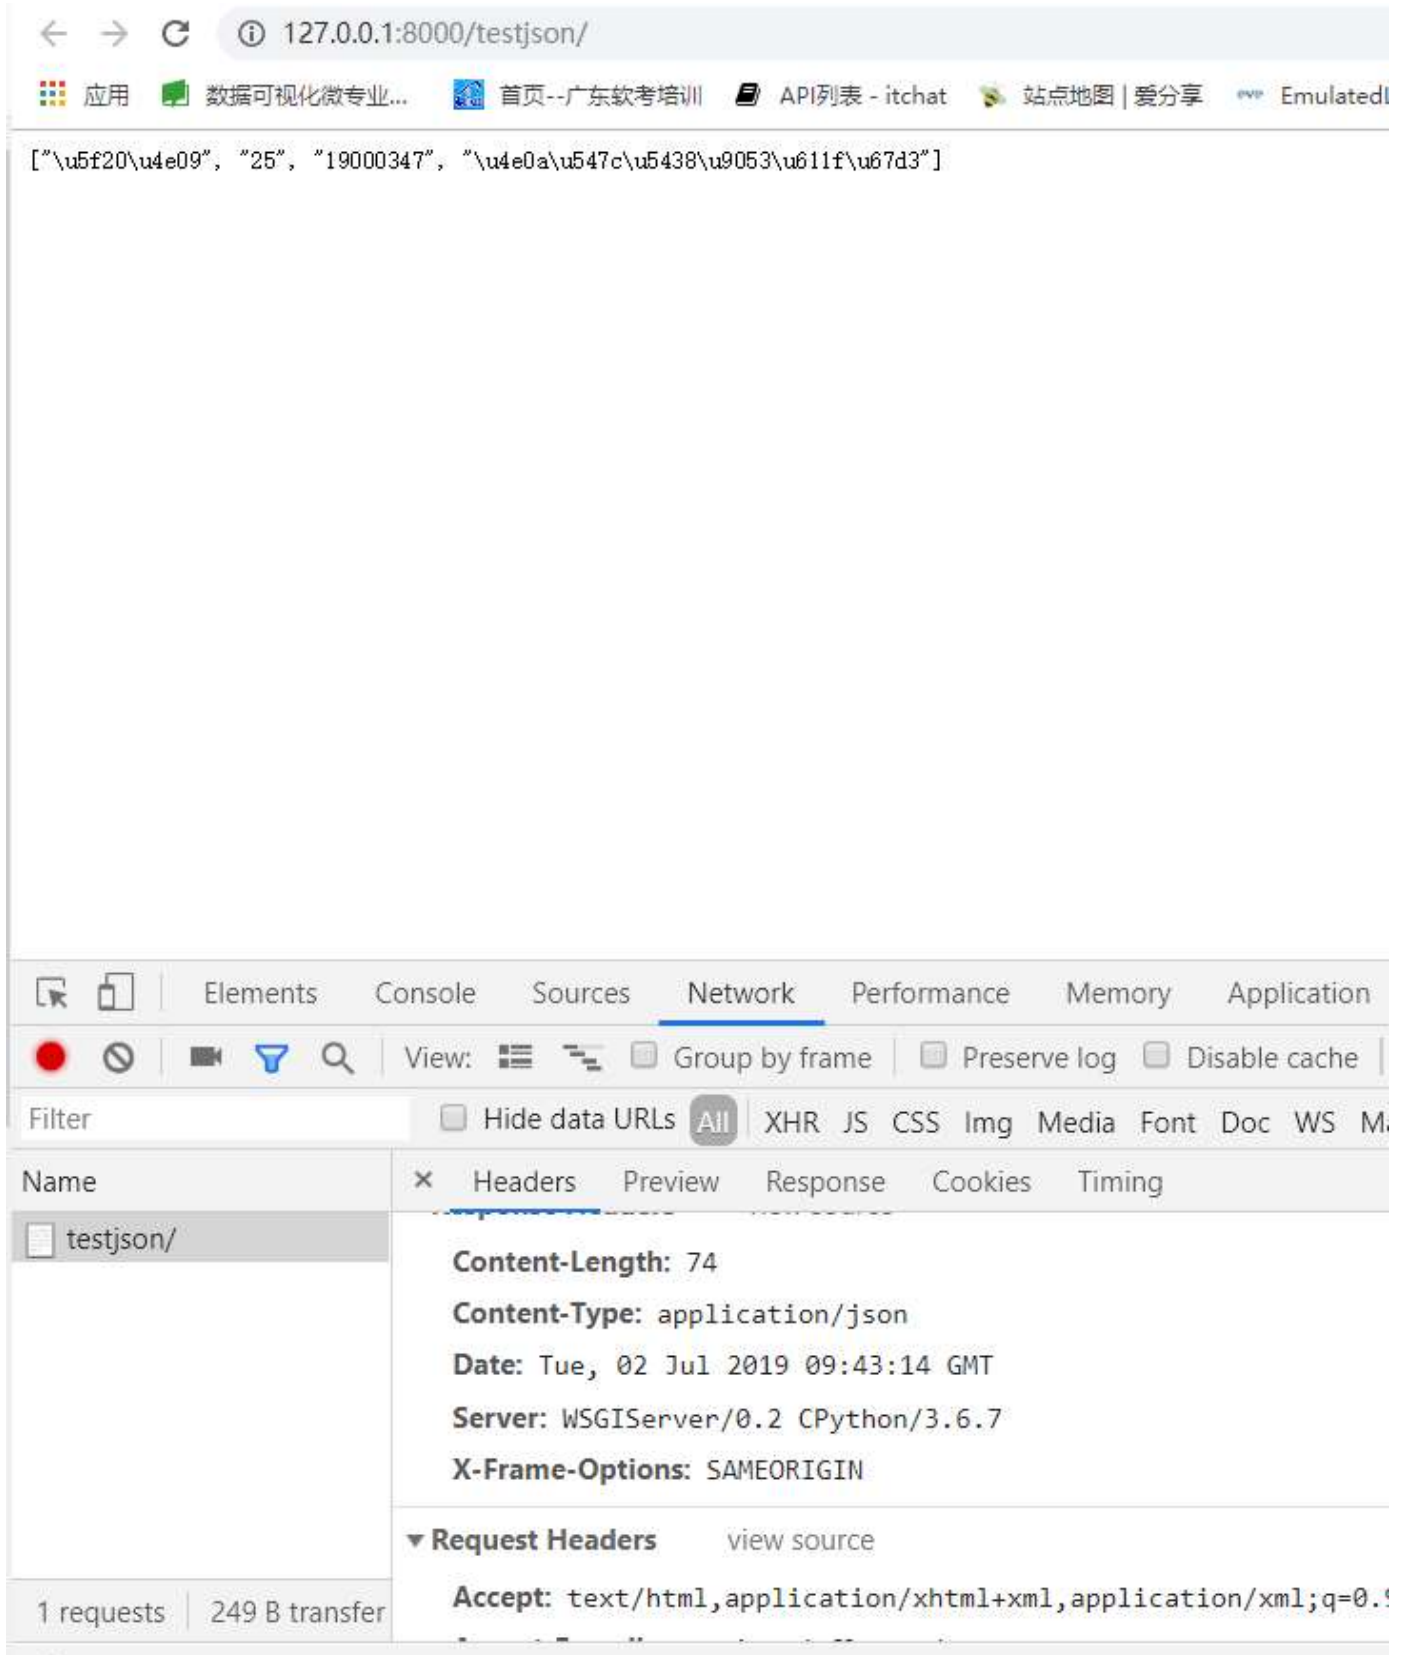 127.0.0.1:8000/testjson/
应用 数据可视化微专业... 首页--广东软考培训 API列表 - itchat 站点地图 | 爱分享 EmulatedL
["\u5f20\u4e09", "25", "19000347", "\u4e0a\u547c\u5438\u9053\u611f\u67d3"]
Elements Console Sources Network Performance Memory Application
View: Group by frame Preserve log Disable cache
Filter Hide data URLs All XHR JS CSS Img Media Font Doc WS Ma
Name × Headers Preview Response Cookies Timing
testjson/
Content-Length: 74
Content-Type: application/json
Date: Tue, 02 Jul 2019 09:43:14 GMT
Server: WSGIServer/0.2 CPython/3.6.7
X-Frame-Options: SAMEORIGIN
Request Headers view source
Accept: text/html,application/xhtml+xml,application/xml;q=0.9
1 requests 249 B transfer